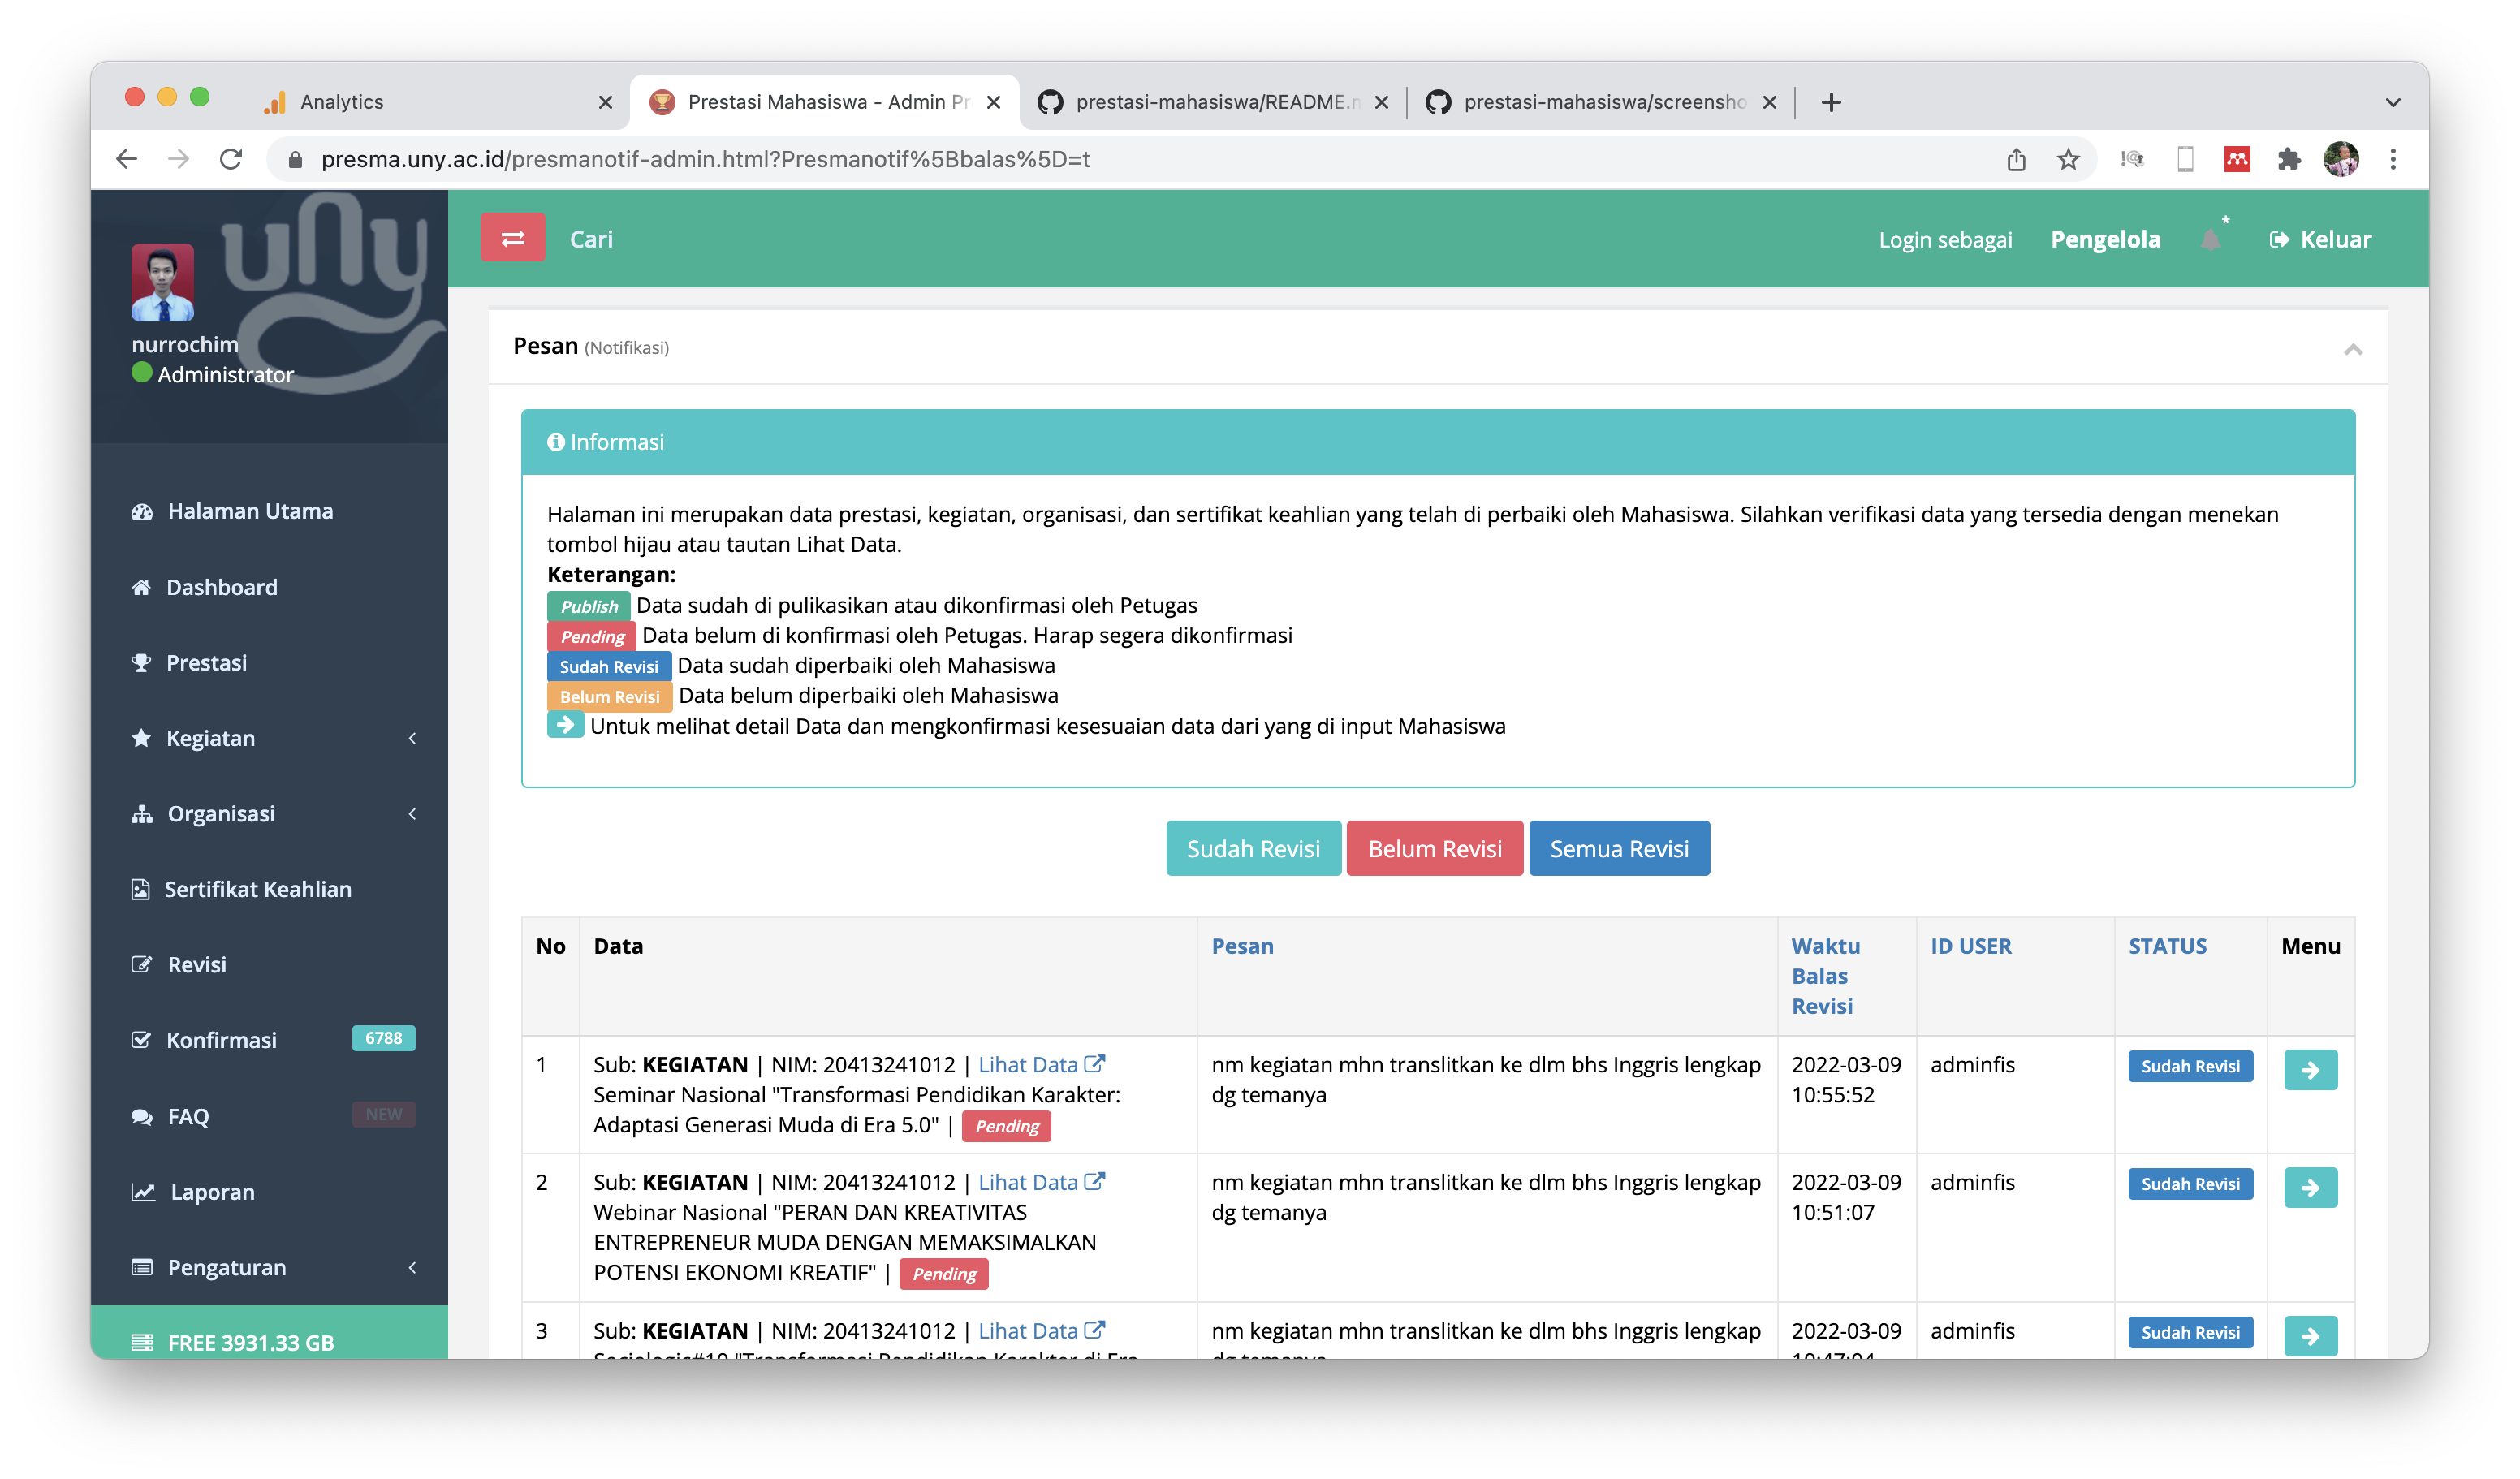 Analytics
Prestasi Mahasiswa - Admin Pr
prestasi-mahasiswa/README.m
prestasi-mahasiswa/screensho
presma.uny.ac.id/presmanotif-admin.html?Presmanotif%5Bbalas%5D=t
uny
nurrochim
Administrator
Cari
Login sebagai
Pengelola
*
Keluar
Halaman Utama
Dashboard
Prestasi
Kegiatan
Organisasi
Sertifikat Keahlian
Revisi
Konfirmasi 6788
FAQ NEW
Laporan
Pengaturan
FREE 3931.33 GB
Pesan (Notifikasi)
Informasi
Halaman ini merupakan data prestasi, kegiatan, organisasi, dan sertifikat keahlian yang telah di perbaiki oleh Mahasiswa. Silahkan verifikasi data yang tersedia dengan menekan
tombol hijau atau tautan Lihat Data.
Keterangan:
Publish Data sudah di pulikasikan atau dikonfirmasi oleh Petugas
Pending Data belum di konfirmasi oleh Petugas. Harap segera dikonfirmasi
Sudah Revisi Data sudah diperbaiki oleh Mahasiswa
Belum Revisi Data belum diperbaiki oleh Mahasiswa
Untuk melihat detail Data dan mengkonfirmasi kesesuaian data dari yang di input Mahasiswa
Sudah Revisi
Belum Revisi
Semua Revisi
No
Data
Pesan
Waktu
Balas
Revisi
ID USER
STATUS
Menu
1
Sub: KEGIATAN | NIM: 20413241012 | Lihat Data
Seminar Nasional "Transformasi Pendidikan Karakter:
Adaptasi Generasi Muda di Era 5.0" | Pending
nm kegiatan mhn translitkan ke dlm bhs Inggris lengkap
dg temanya
2022-03-09
10:55:52
adminfis
Sudah Revisi
2
Sub: KEGIATAN | NIM: 20413241012 | Lihat Data
Webinar Nasional "PERAN DAN KREATIVITAS
ENTREPRENEUR MUDA DENGAN MEMAKSIMALKAN
POTENSI EKONOMI KREATIF" | Pending
nm kegiatan mhn translitkan ke dlm bhs Inggris lengkap
dg temanya
2022-03-09
10:51:07
adminfis
Sudah Revisi
3
Sub: KEGIATAN | NIM: 20413241012 | Lihat Data
"Transformasi Pendidikan Karakter di Era
nm kegiatan mhn translitkan ke dlm bhs Inggris lengkap
dg temanya
2022-03-09
adminfis
Sudah Revisi